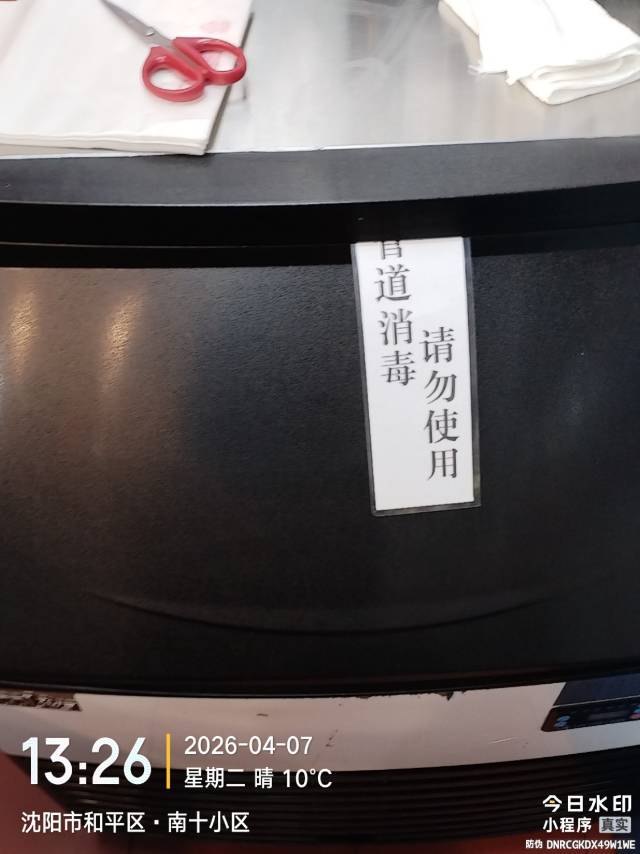 管道消毒
请勿使用
13:26
2026-04-07
星期二 晴 10°C
沈阳市和平区·南十小区
今日水印
小程序 真实
防伪 DNRCGKDX49W1WE